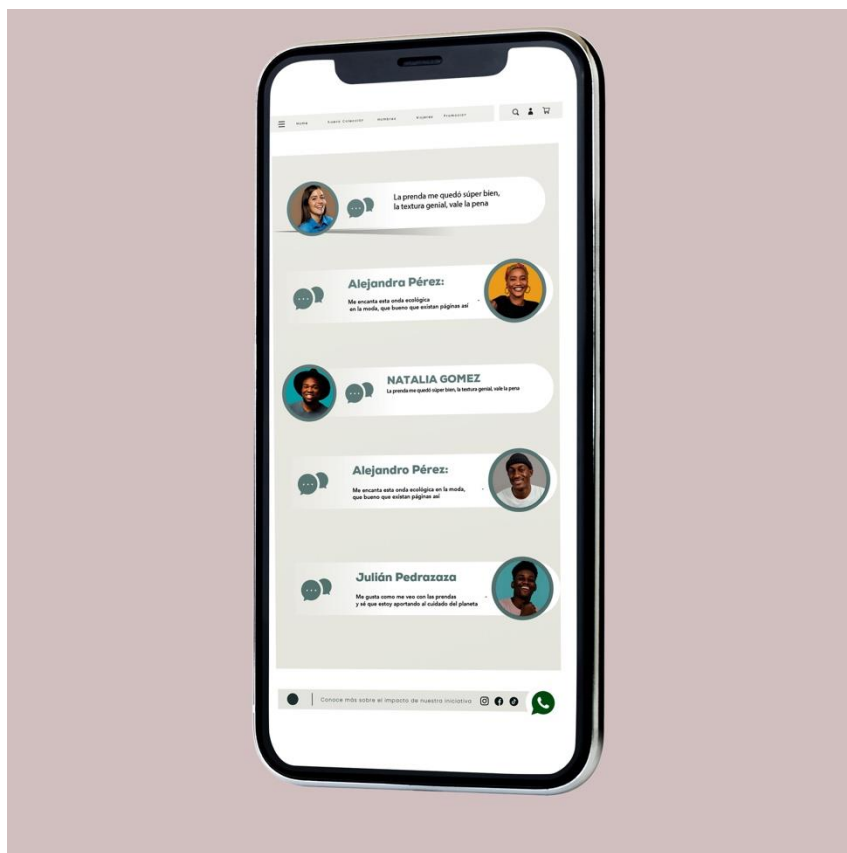 Home Sobre Creación Hombres Mujeres Promoción
La prenda me quedó súper bien,
la textura genial, vale la pena
Alejandra Pérez:
Me encanta esta onda ecológica
en la moda, que bueno que existan páginas así
NATALIA GOMEZ
La prenda me quedó súper bien, la textura genial, vale la pena
Alejandro Pérez:
Me encanta esta onda ecológica en la moda,
que bueno que existan páginas así
Julián Pedrazaza
Me gusta como me veo con las prendas
y sé que estoy aportando al cuidado del planeta
Conoce más sobre el impacto de nuestra iniciativa